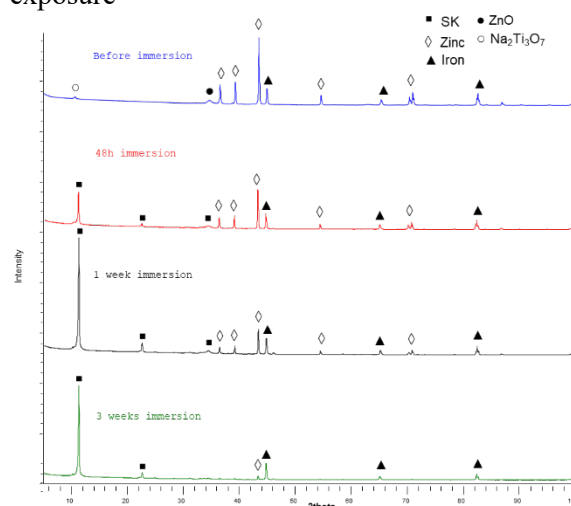 exposure
■ SK ● ZnO
◇ Zinc ○ Na₂Ti₃O₇
▲ Iron
Before immersion
48h immersion
1 week immersion
3 weeks immersion
Intensity
10 20 30 40 50 60 70 80 90